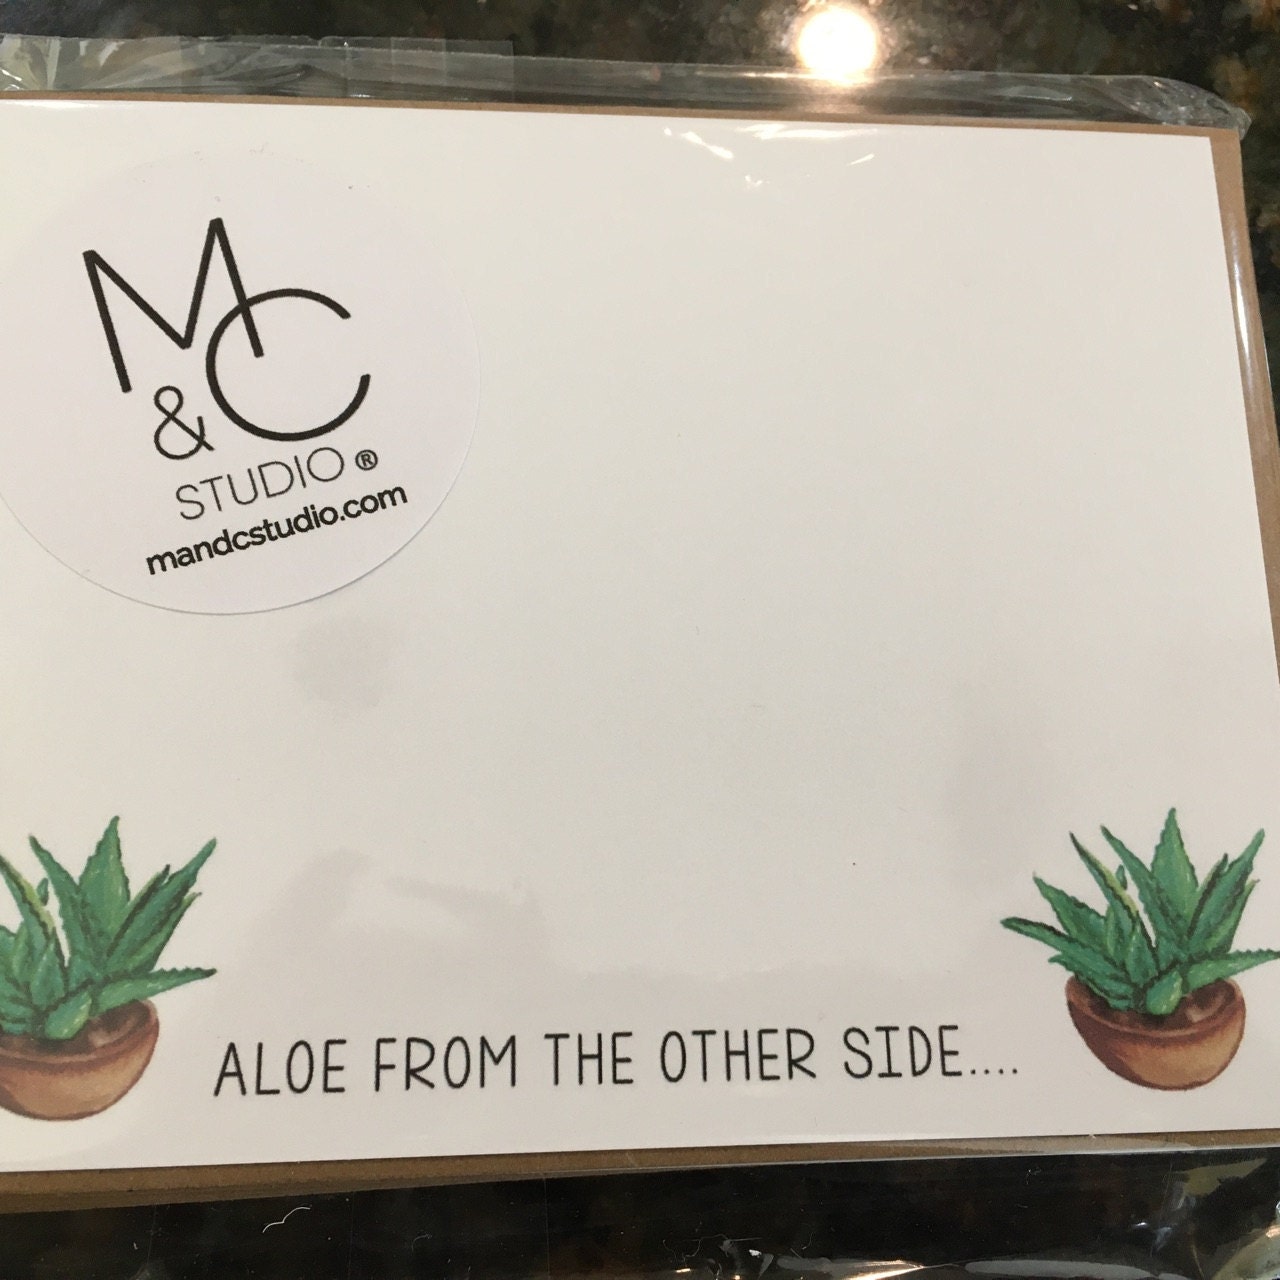 M
&C
STUDIO®
mandcstudio.com
ALOE FROM THE OTHER SIDE....